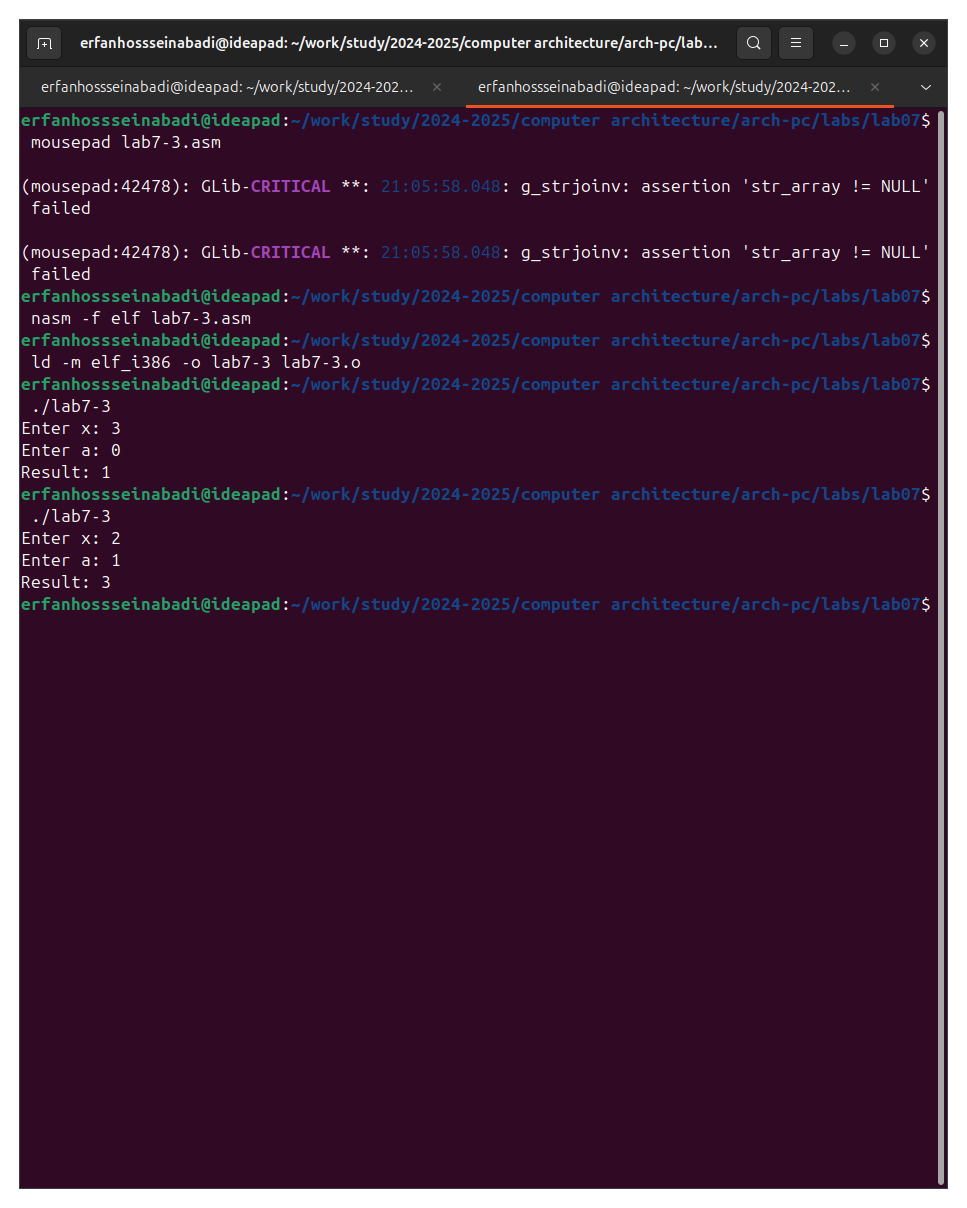 erfanhossseinabadi@ideapad: ~/work/study/2024-2025/computer architecture/arch-pc/lab...
erfanhossseinabadi@ideapad: ~/work/study/2024-202...
erfanhossseinabadi@ideapad: ~/work/study/2024-202...
erfanhossseinabadi@ideapad:~/work/study/2024-2025/computer architecture/arch-pc/labs/lab07$
mousepad lab7-3.asm
(mousepad:42478): GLib-CRITICAL **: 21:05:58.048: g_strjoinv: assertion 'str_array != NULL'
failed
(mousepad:42478): GLib-CRITICAL **: 21:05:58.048: g_strjoinv: assertion 'str_array != NULL'
failed
erfanhossseinabadi@ideapad:~/work/study/2024-2025/computer architecture/arch-pc/labs/lab07$
nasm -f elf lab7-3.asm
erfanhossseinabadi@ideapad:~/work/study/2024-2025/computer architecture/arch-pc/labs/lab07$
ld -m elf_i386 -o lab7-3 lab7-3.o
erfanhossseinabadi@ideapad:~/work/study/2024-2025/computer architecture/arch-pc/labs/lab07$
./lab7-3
Enter x: 3
Enter a: 0
Result: 1
erfanhossseinabadi@ideapad:~/work/study/2024-2025/computer architecture/arch-pc/labs/lab07$
./lab7-3
Enter x: 2
Enter a: 1
Result: 3
erfanhossseinabadi@ideapad:~/work/study/2024-2025/computer architecture/arch-pc/labs/lab07$